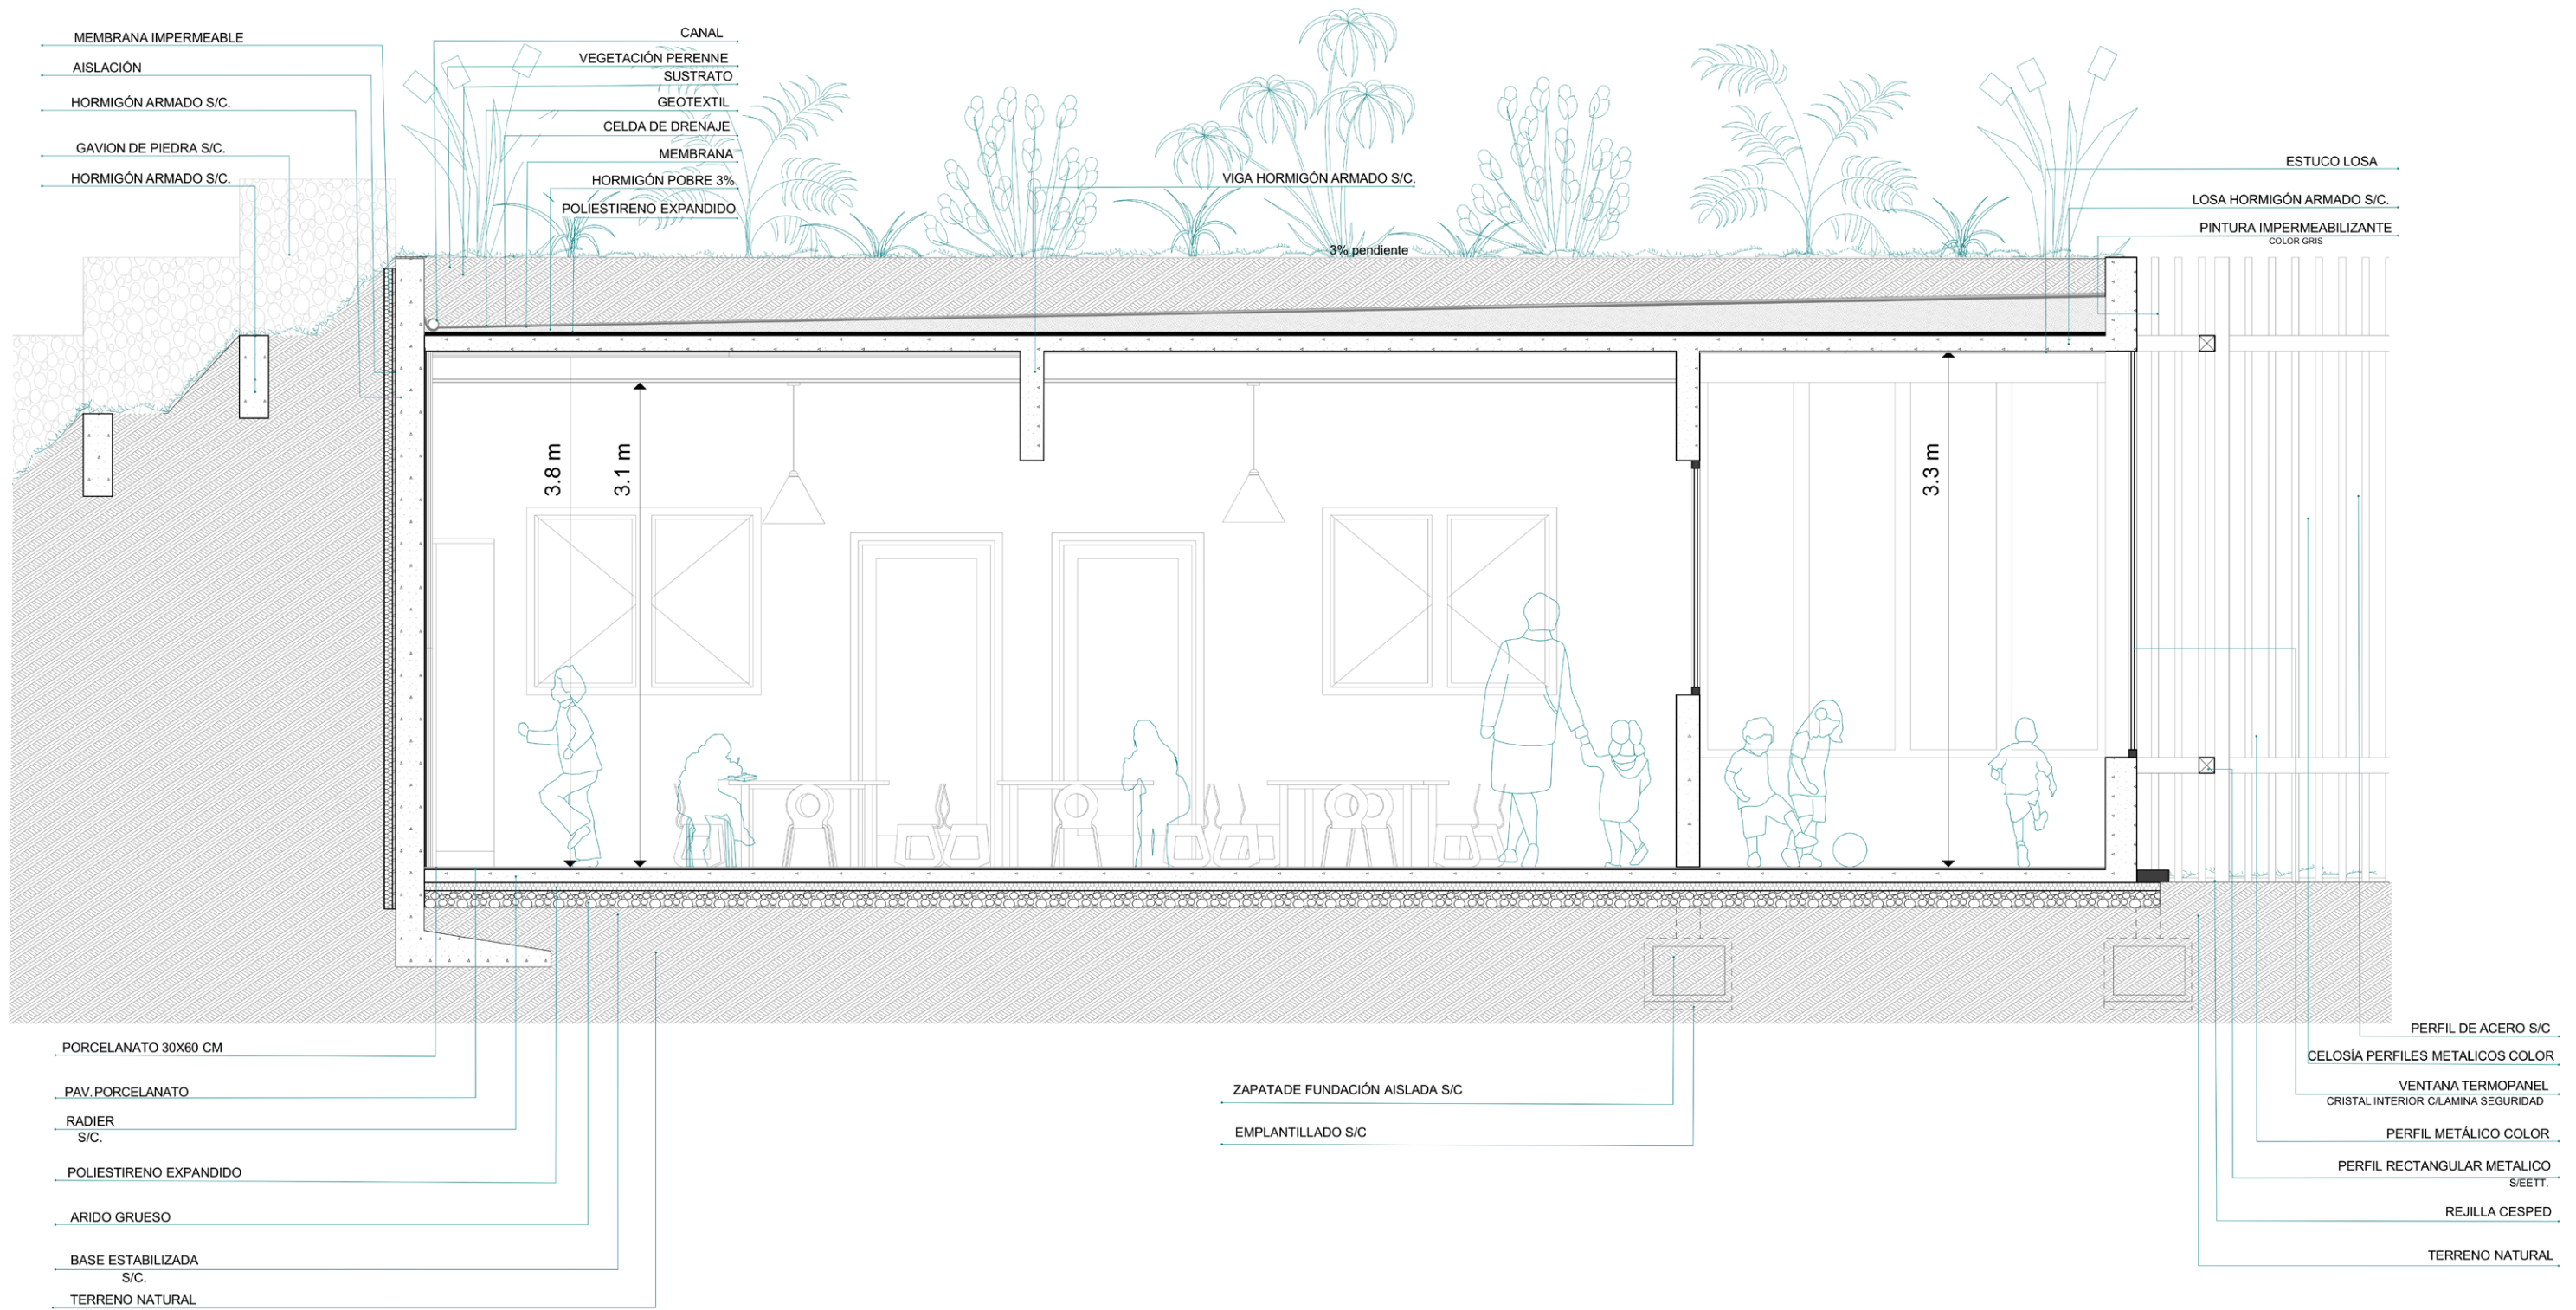 MEMBRANA IMPERMEABLE
AISLACIÓN
HORMIGÓN ARMADO S/C.
GAVION DE PIEDRA S/C.
HORMIGÓN ARMADO S/C.
CANAL
VEGETACIÓN PERENNE
SUSTRATO
GEOTEXTIL
CELDA DE DRENAJE
MEMBRANA
HORMIGÓN POBRE 3%
POLIESTIRENO EXPANDIDO
VIGA HORMIGÓN ARMADO S/C.
3% pendiente
ESTUCO LOSA
LOSA HORMIGÓN ARMADO S/C.
PINTURA IMPERMEABILIZANTE
COLOR GRIS
3.8 m
3.1 m
3.3 m
PORCELANATO 30X60 CM
PAV. PORCELANATO
RADIER
S/C.
POLIESTIRENO EXPANDIDO
ARIDO GRUESO
BASE ESTABILIZADA
S/C.
TERRENO NATURAL
ZAPATADE FUNDACIÓN AISLADA S/C
EMPLANTILLADO S/C
PERFIL DE ACERO S/C
CELOSÍA PERFILES METALICOS COLOR
VENTANA TERMOPANEL
CRISTAL INTERIOR C/LAMINA SEGURIDAD
PERFIL METÁLICO COLOR
PERFIL RECTANGULAR METALICO
S/EETT.
REJILLA CESPED
TERRENO NATURAL